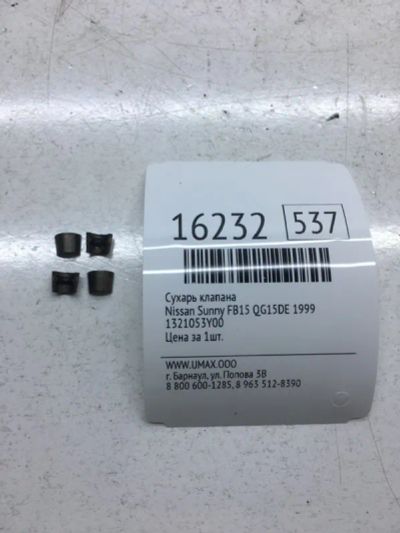 16232 537
Сухарь клапана
Nissan Sunny FB15 QG15DE 1999
1321053Y00
Цена за 1шт.
WWW.UMAX.OOO
г. Барнаул, ул. Попова 3В
8 800 600-1285, 8 963 512-8390